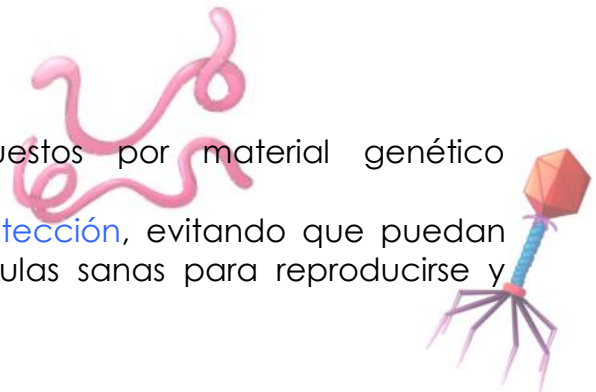 uestos por material genético
tección, evitando que puedan
ulas sanas para reproducirse y